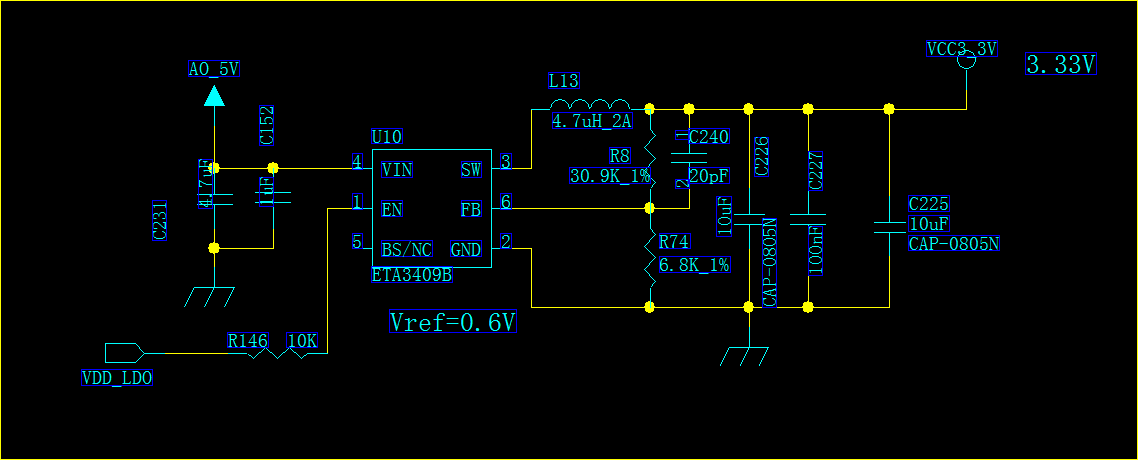 VCC3_3V
3.33V
AO_5V
L13
4.7uH_2A
C152
U10
1
C240
C226
C227
R8
30.9K_1%
2
20pF
4.7uF
1uF
4
VIN
SW
3
1
EN
FB
6
5
BS/NC
GND
2
ETA3409B
C231
10uF
CAP-0805N
100nF
C225
10uF
CAP-0805N
R74
6.8K_1%
Vref=0.6V
R146
10K
VDD_LDO